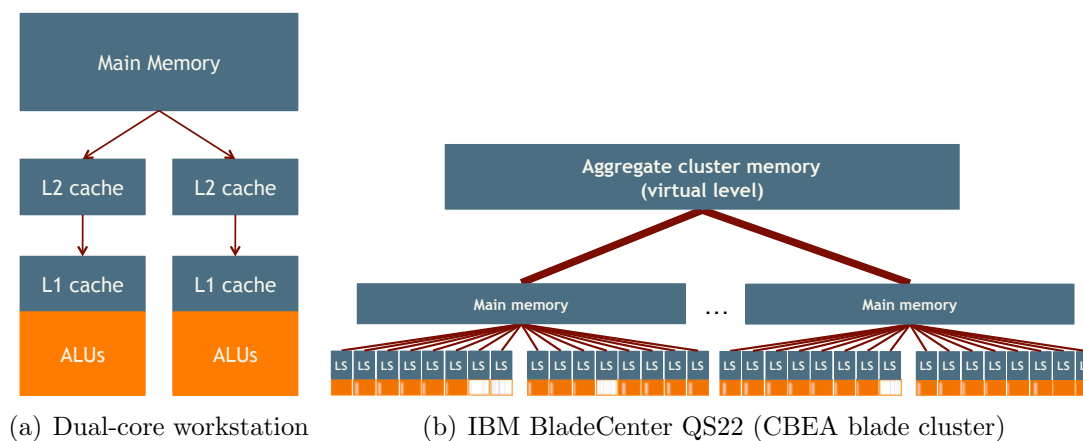 Main Memory
L2 cache L2 cache
L1 cache L1 cache
ALUs ALUs
(a) Dual-core workstation
Aggregate cluster memory
(virtual level)
Main memory ... Main memory
LS LS LS LS LS LS LS LS LS LS LS LS LS LS LS LS LS LS LS LS LS LS LS LS LS LS LS LS LS LS LS LS
(b) IBM BladeCenter QS22 (CBEA blade cluster)